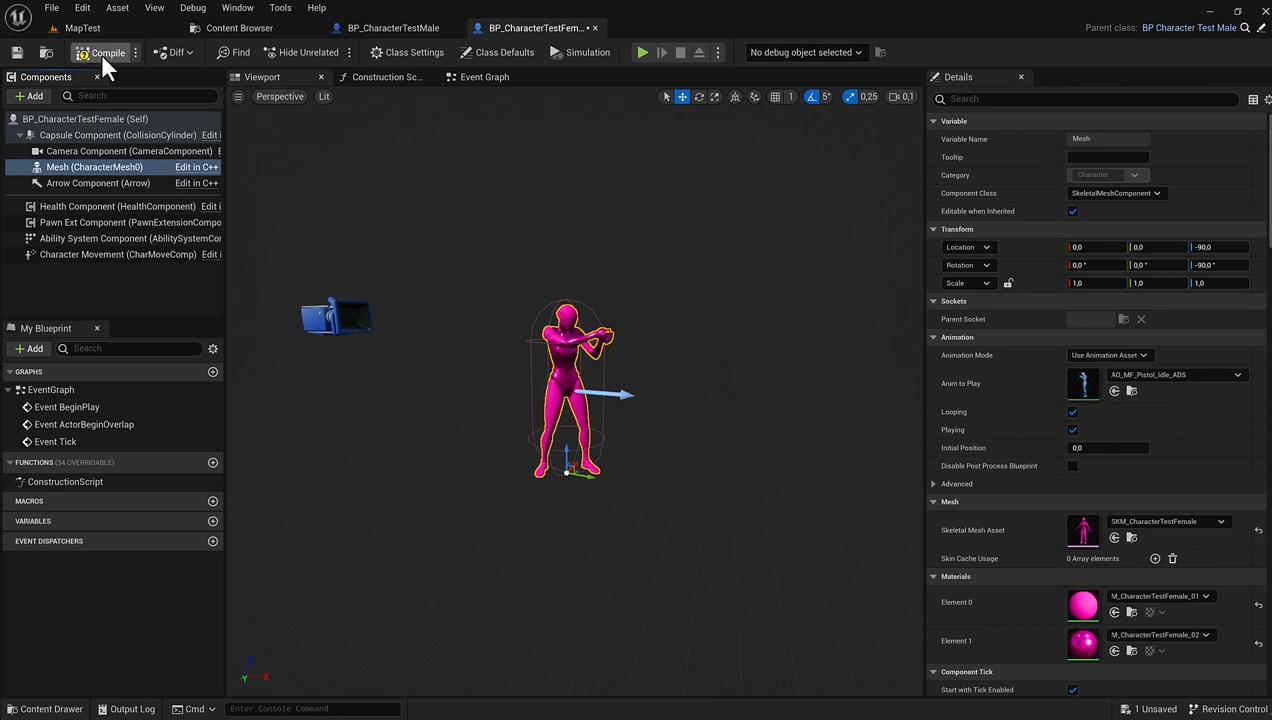 File Edit Asset View Debug Window Tools Help
MapTest Content Browser BP_CharacterTestMale BP_CharacterTestFem... • × Parent class: BP Character Test Male
Compile Diff Find Hide Unrelated Class Settings Class Defaults Simulation No debug object selected
Components
Add Search
BP_CharacterTestFemale (Self)
Capsule Component (CollisionCylinder) Edit i
Camera Component (CameraComponent) E
Mesh (CharacterMesh0) Edit in C++
Arrow Component (Arrow) Edit in C++
Health Component (HealthComponent) Edit i
Pawn Ext Component (PawnExtensionCompo
Ability System Component (AbilitySystemCor
Character Movement (CharMoveComp) Edit i
My Blueprint
Add Search
GRAPHS
EventGraph
Event BeginPlay
Event ActorBeginOverlap
Event Tick
FUNCTIONS (34 OVERRIDABLE)
ConstructionScript
MACROS
VARIABLES
EVENT DISPATCHERS
Viewport Construction Sc... Event Graph
Perspective Lit 1 5° 0,25 0,1
Z
Y X
Details
Search
Variable
Variable Name Mesh
Tooltip
Category Character
Component Class SkeletalMeshComponent
Editable when Inherited
Transform
Location 0,0 0,0 -90,0
Rotation 0,0 ° 0,0 ° -90,0 °
Scale 1,0 1,0 1,0
Sockets
Parent Socket
Animation
Animation Mode Use Animation Asset
Anim to Play AO_MF_Pistol_Idle_ADS
Looping
Playing
Initial Position 0,0
Disable Post Process Blueprint
Advanced
Mesh
Skeletal Mesh Asset SKM_CharacterTestFemale
Skin Cache Usage 0 Array elements
Materials
Element 0 M_CharacterTestFemale_01
Element 1 M_CharacterTestFemale_02
Component Tick
Start with Tick Enabled
Content Drawer Output Log Cmd Enter Console Command 1 Unsaved Revision Control